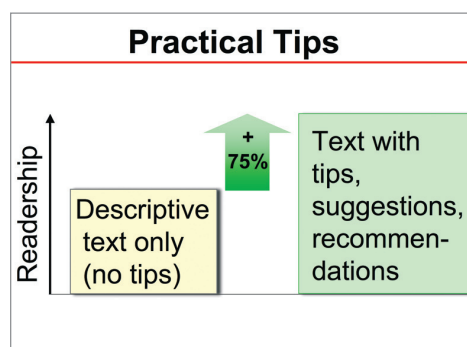 Practical Tips
Readership
Descriptive
text only
(no tips)
+
75%
Text with
tips,
suggestions,
recommen-
dations